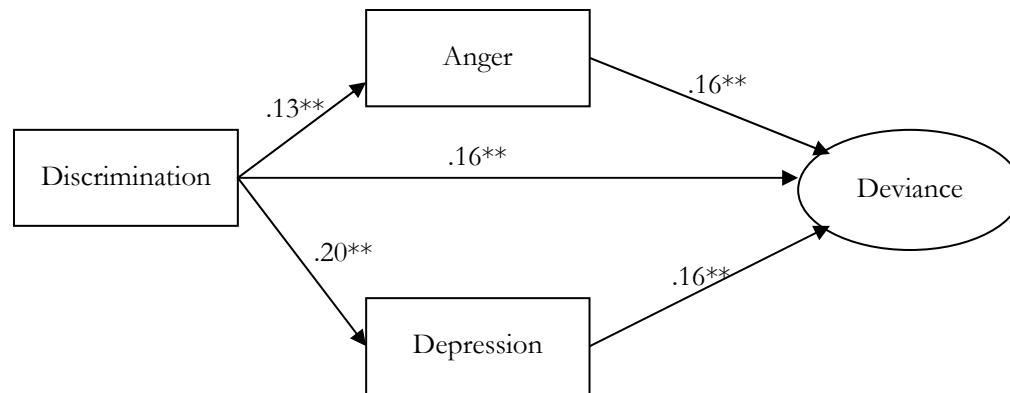 Anger
.13**
.16**
.16**
Discrimination
Deviance
.20**
.16**
Depression